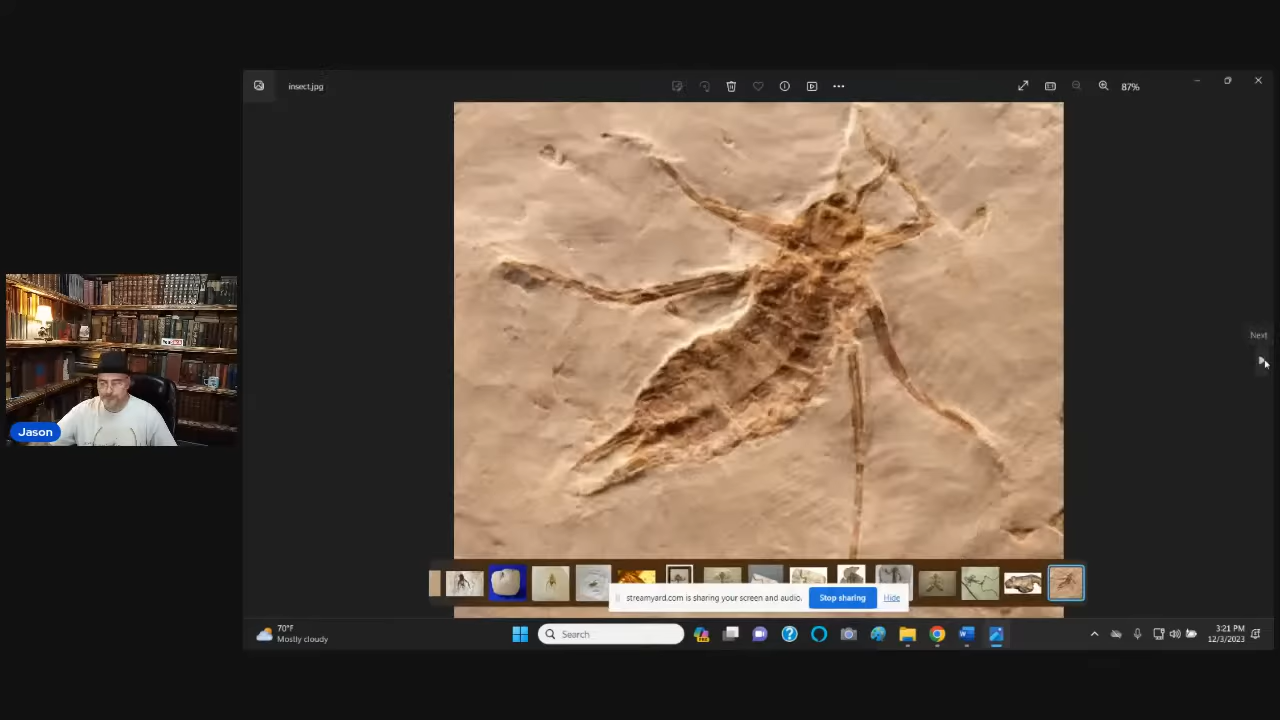 insect.jpg
87%
Next
Jason
streamyard.com is sharing your screen and audio.
Stop sharing
Hide
70°F
Mostly cloudy
Search
3:21 PM
12/3/2023